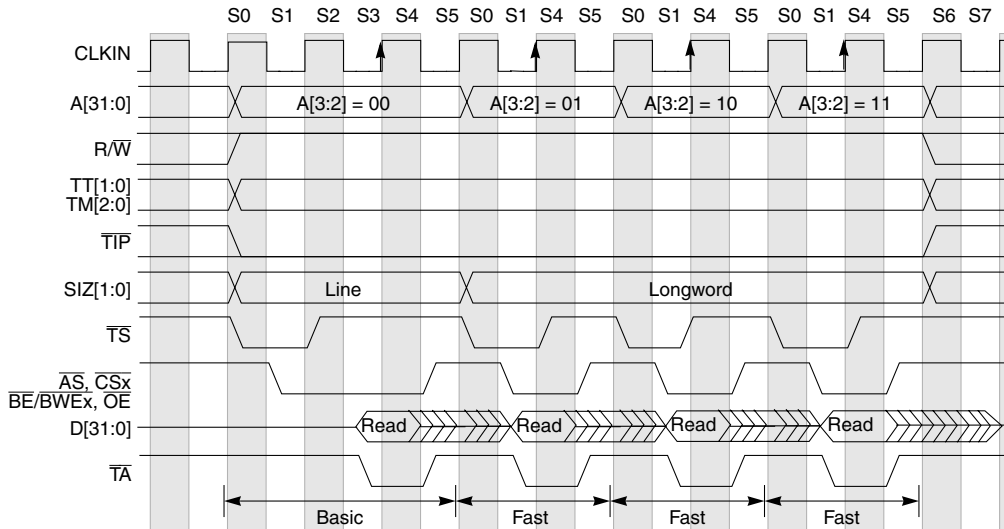 S0 S1 S2 S3 S4 S5 S0 S1 S4 S5 S0 S1 S4 S5 S0 S1 S4 S5 S6 S7
CLKIN
A[31:0] A[3:2] = 00 A[3:2] = 01 A[3:2] = 10 A[3:2] = 11
R/W
TT[1:0]
TM[2:0]
TIP
SIZ[1:0] Line Longword
TS
AS, CSx
BE/BWEx, OE
D[31:0] Read Read Read Read
TA
Basic Fast Fast Fast